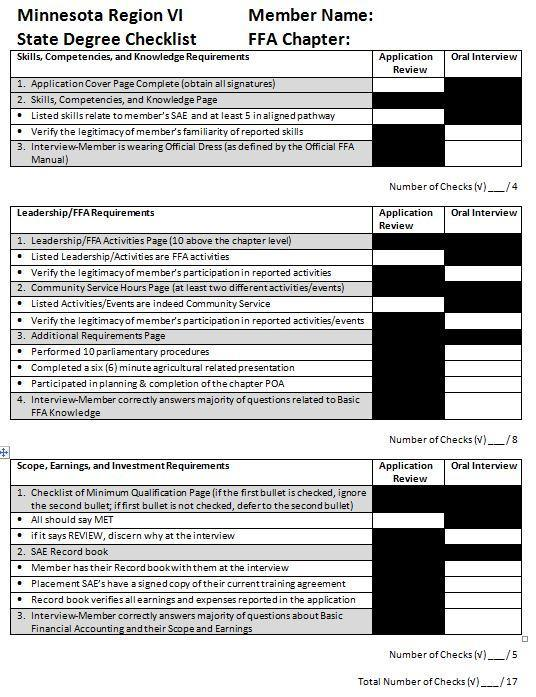 Minnesota Region VI Member Name:
State Degree Checklist FFA Chapter:
Skills, Competencies, and Knowledge Requirements Application Review Oral Interview
1. Application Cover Page Complete (obtain all signatures)
2. Skills, Competencies, and Knowledge Page
• Listed skills relate to member's SAE and at least 5 in aligned pathway
• Verify the legitimacy of member's familiarity of reported skills
3. Interview-Member is wearing Official Dress (as defined by the Official FFA
Manual)
Number of Checks (√) ___ / 4
Leadership/FFA Requirements Application Review Oral Interview
1. Leadership/FFA Activities Page (10 above the chapter level)
• Listed Leadership/Activities are FFA activities
• Verify the legitimacy of member's participation in reported activities
2. Community Service Hours Page (at least two different activities/events)
• Listed Activities/Events are indeed Community Service
• Verify the legitimacy of member's participation in reported activities/events
3. Additional Requirements Page
• Performed 10 parliamentary procedures
• Completed a six (6) minute agricultural related presentation
• Participated in planning & completion of the chapter POA
4. Interview-Member correctly answers majority of questions related to Basic
FFA Knowledge
Number of Checks (√) ___ / 8
Scope, Earnings, and Investment Requirements Application Review Oral Interview
1. Checklist of Minimum Qualification Page (if the first bullet is checked, ignore
the second bullet; if first bullet is not checked, defer to the second bullet)
• All should say MET
• if it says REVIEW, discern why at the interview
2. SAE Record book
• Member has their Record book with them at the interview
• Placement SAE's have a signed copy of their current training agreement
• Record book verifies all earnings and expenses reported in the application
3. Interview-Member correctly answers majority of questions about Basic
Financial Accounting and their Scope and Earnings
Number of Checks (√) ___ / 5
Total Number of Checks (√) ___ / 17